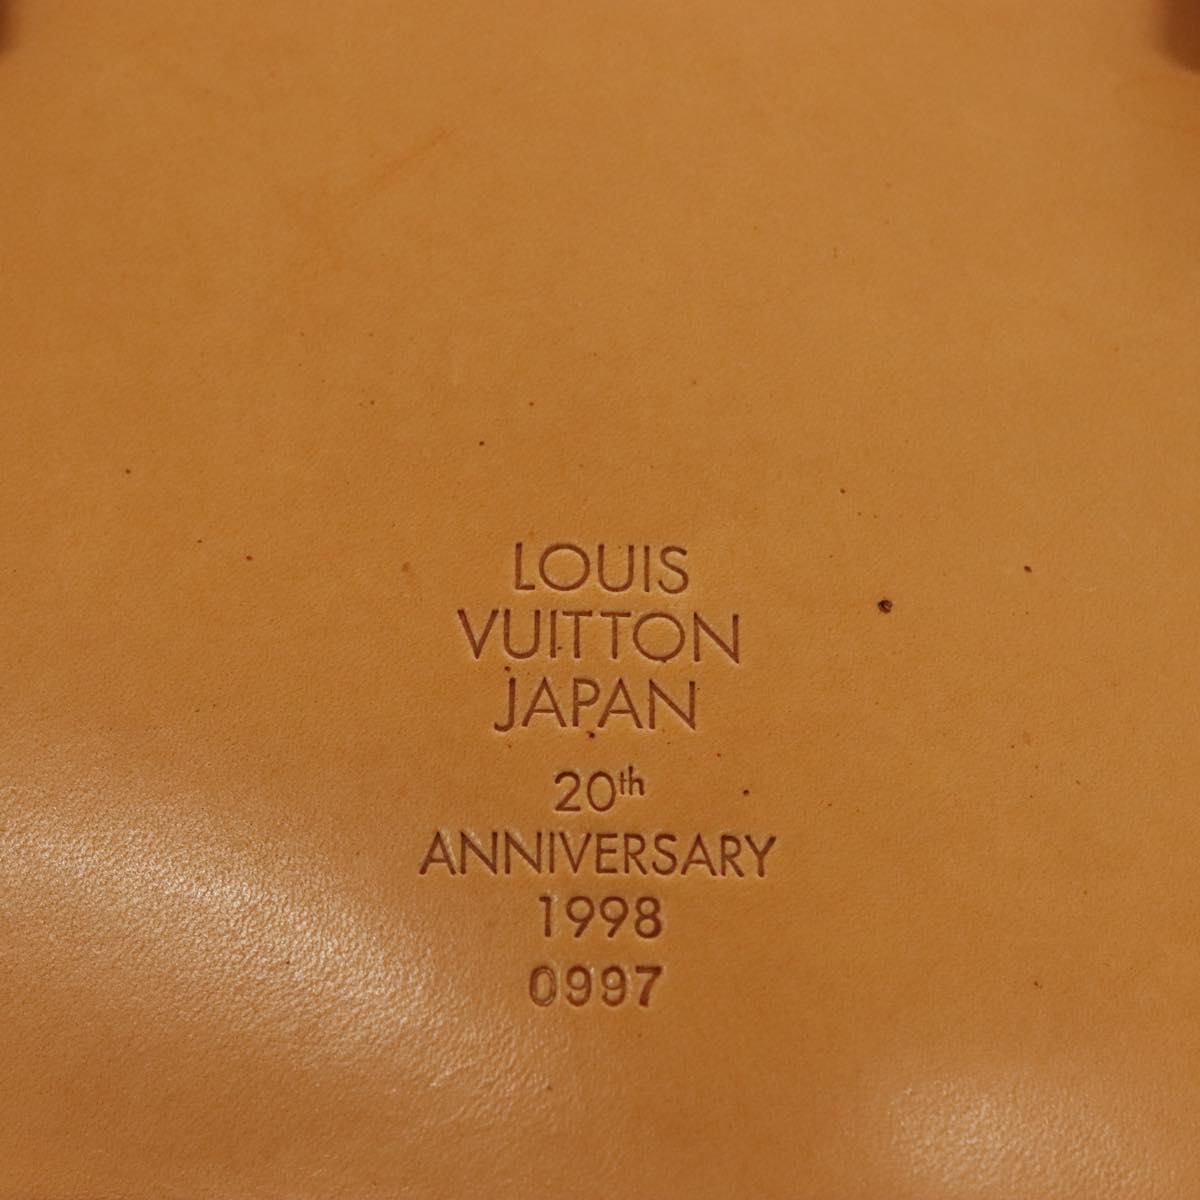 LOUIS
VUITTON
JAPAN
20th
ANNIVERSARY
1998
0997